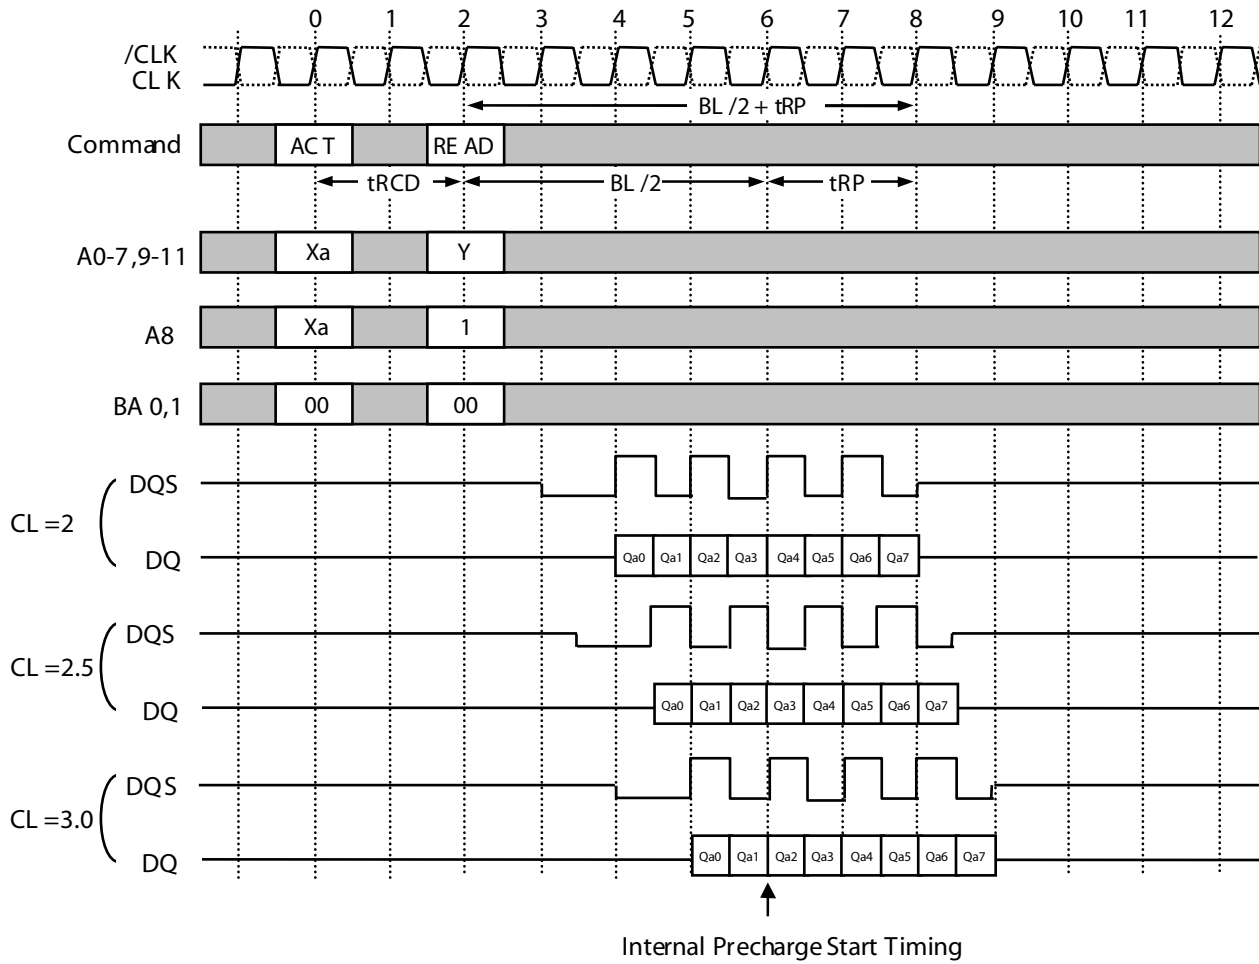 0 1 2 3 4 5 6 7 8 9 10 11 12
/CLK
CLK
BL/2 + tRP
Command ACT READ
tRCD BL/2 tRP
A0-7,9-11 Xa Y
A8 Xa 1
BA 0,1 00 00
DQS
CL=2
DQ Qa0 Qa1 Qa2 Qa3 Qa4 Qa5 Qa6 Qa7
DQS
CL=2.5
DQ Qa0 Qa1 Qa2 Qa3 Qa4 Qa5 Qa6 Qa7
DQS
CL=3.0
DQ Qa0 Qa1 Qa2 Qa3 Qa4 Qa5 Qa6 Qa7
Internal Precharge Start Timing